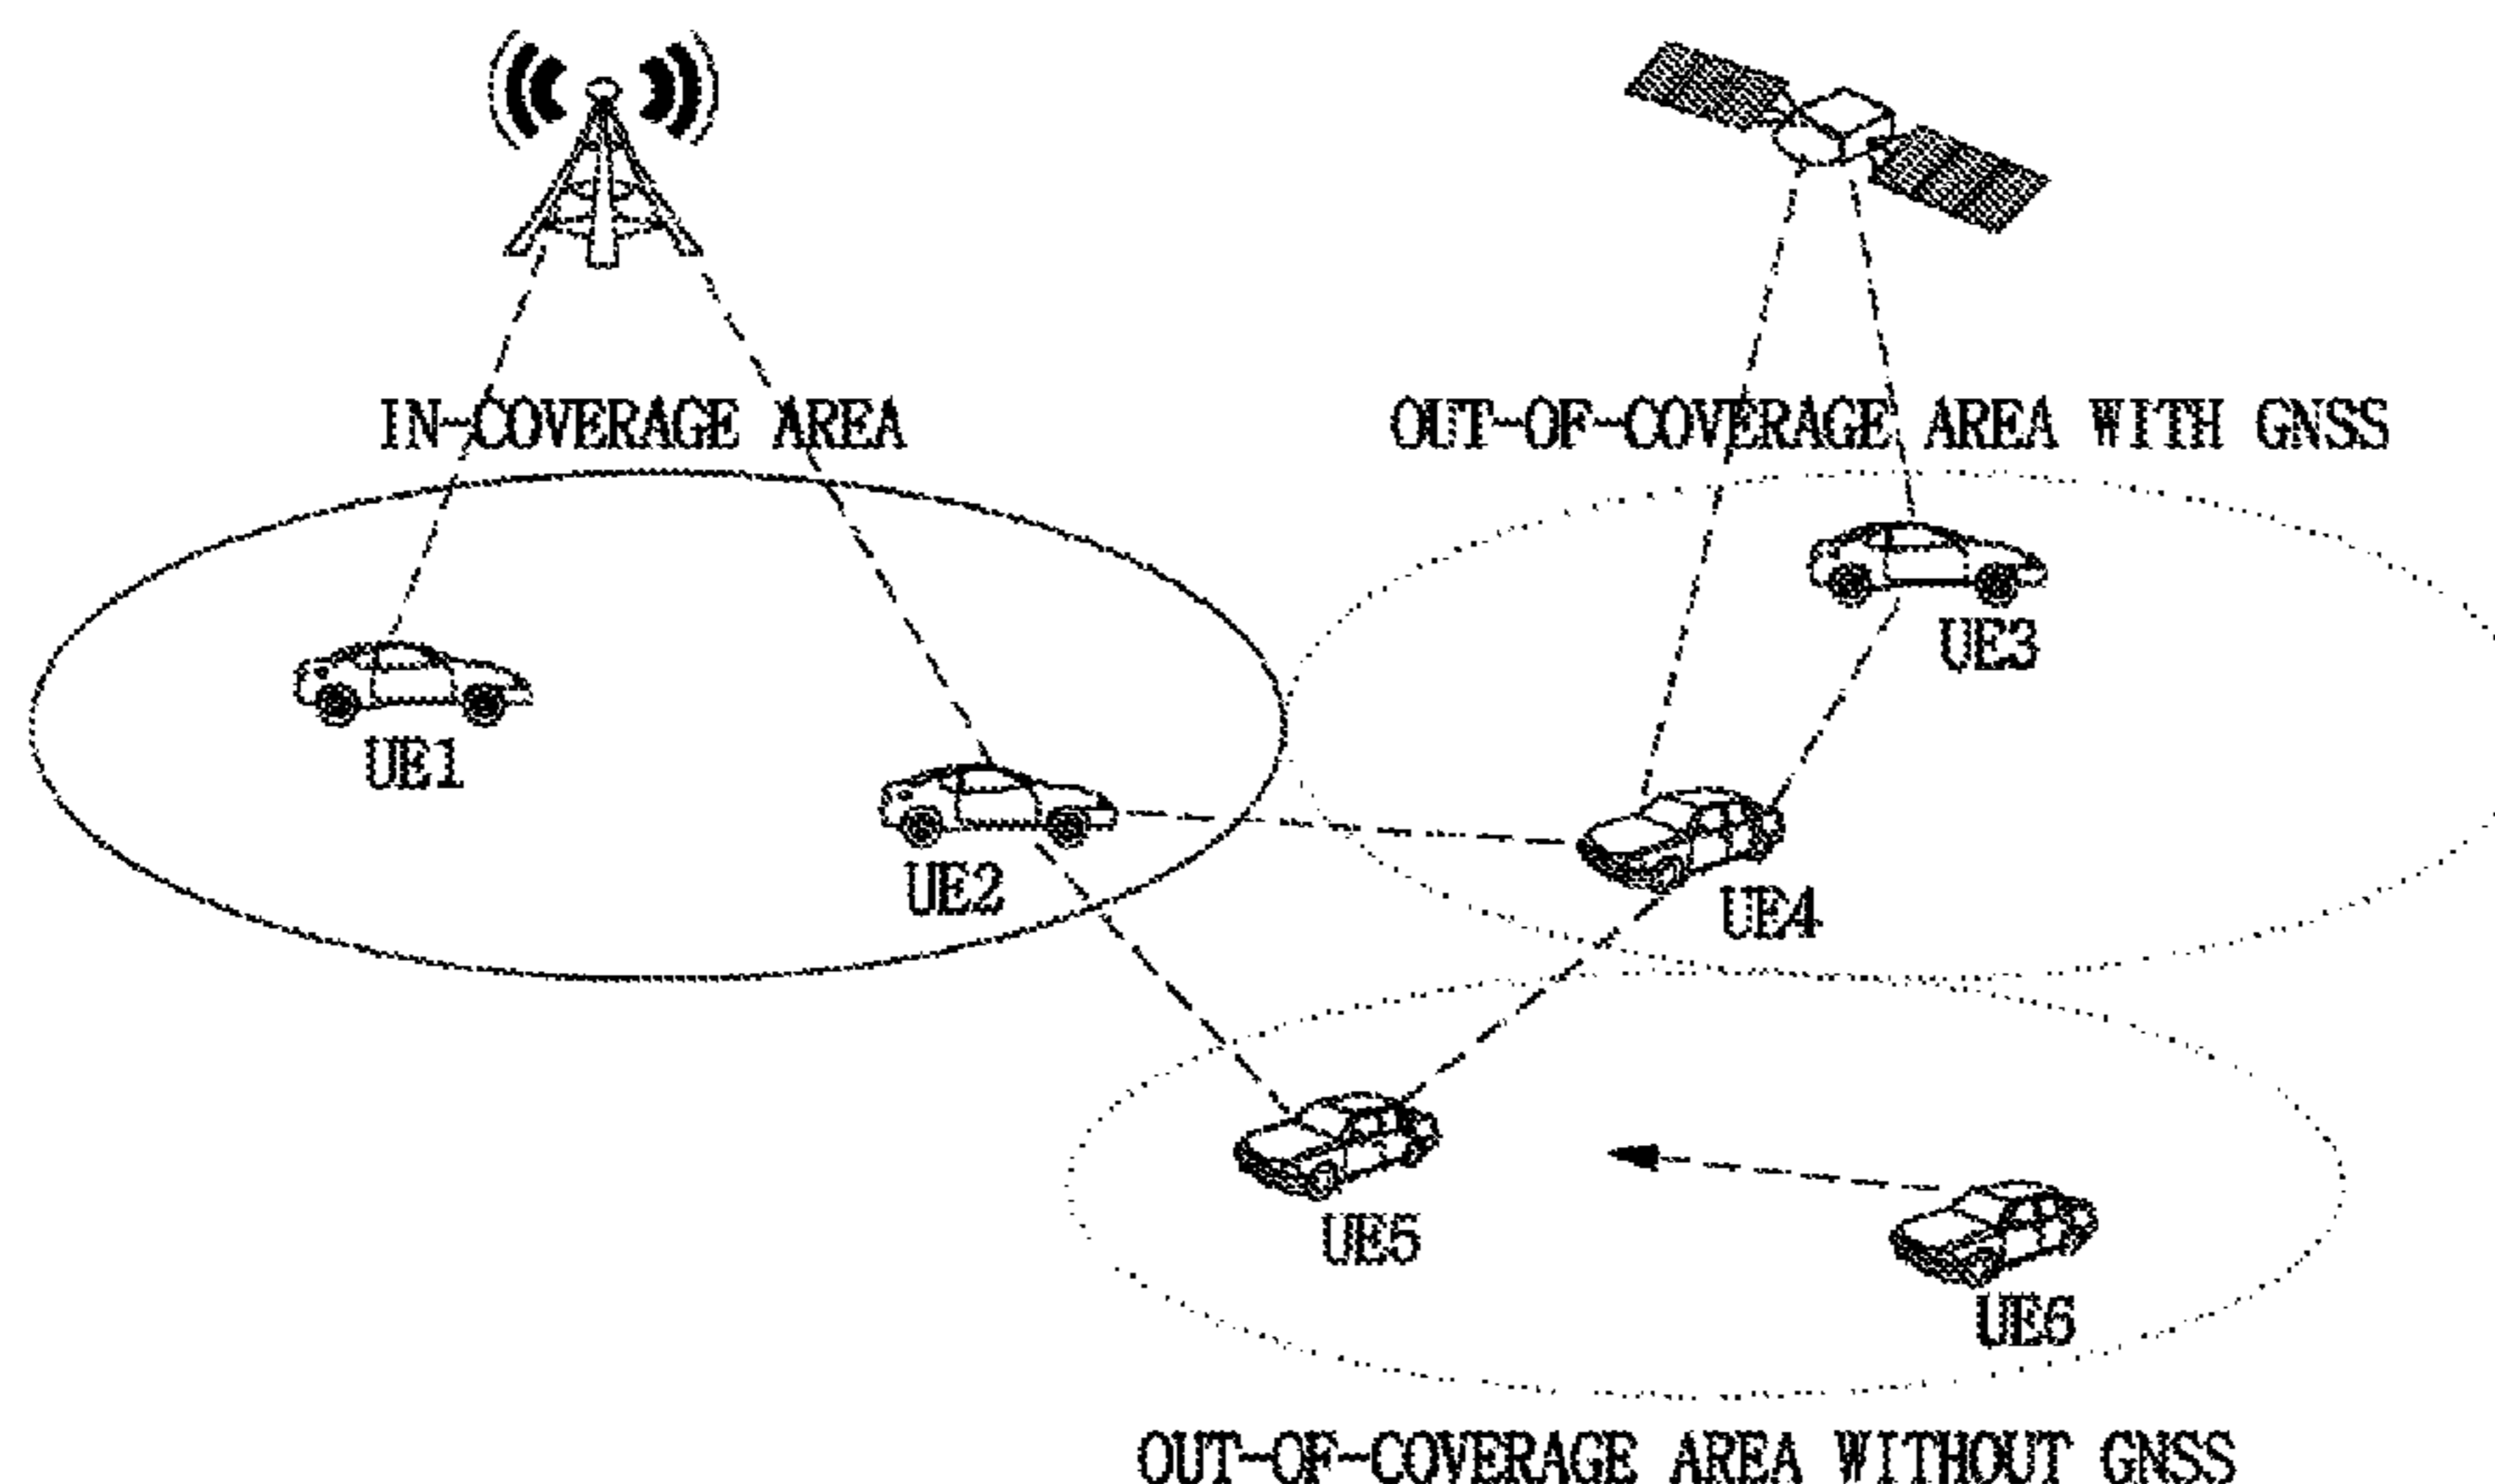 IN-COVERAGE AREA
OUT-OF-COVERAGE AREA WITH GNSS
UE3
UE1
UE2
UE4
UE5
UE6
OUT-OF-COVERAGE AREA WITHOUT GNSS